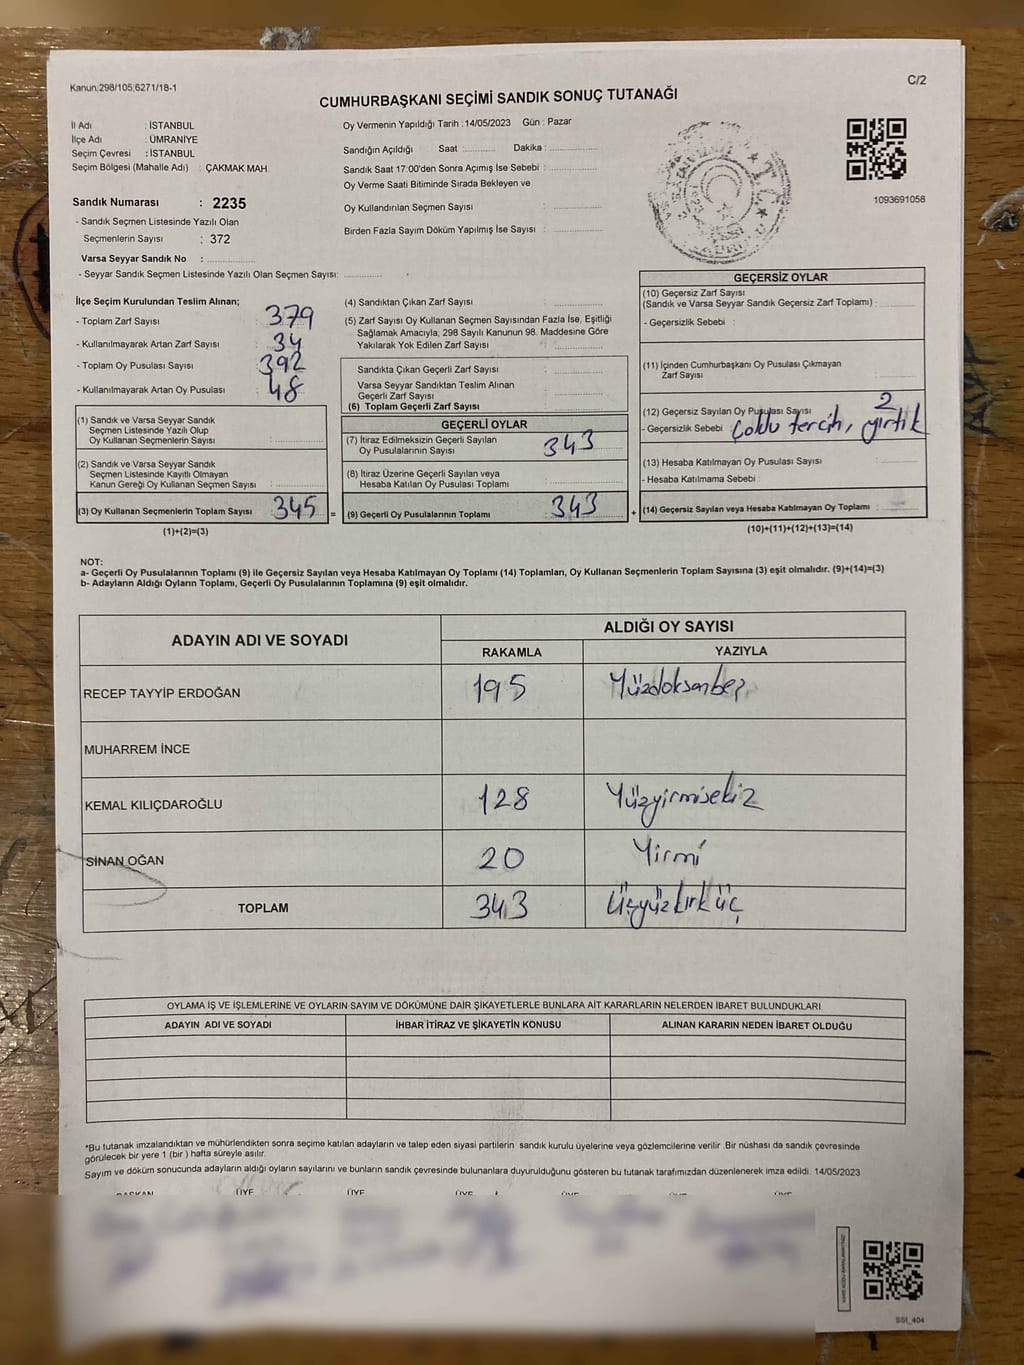 Kanun;298/105;6271/18-1
C/2
CUMHURBAŞKANI SEÇİMİ SANDIK SONUÇ TUTANAĞI
İl Adı : İSTANBUL
İlçe Adı : ÜMRANİYE
Seçim Çevresi : İSTANBUL
Seçim Bölgesi (Mahalle Adı) : ÇAKMAK MAH.
Sandık Numarası : 2235
- Sandık Seçmen Listesinde Yazılı Olan
Seçmenlerin Sayısı : 372
Varsa Seyyar Sandık No : ..............
- Seyyar Sandık Seçmen Listesinde Yazılı Olan Seçmen Sayısı: ..............
Oy Vermenin Yapıldığı Tarih :14/05/2023 Gün : Pazar
Sandığın Açıldığı Saat : .............. Dakika : ..............
Sandık Saat 17:00'den Sonra Açımış İse Sebebi : ..............
Oy Verme Saati Bitiminde Sırada Bekleyen ve
Oy Kullandırılan Seçmen Sayısı : ..............
Birden Fazla Sayım Döküm Yapılmış İse Sayısı : ..............
1093691058
İlçe Seçim Kurulundan Teslim Alınan;
- Toplam Zarf Sayısı 379
- Kullanılmayarak Artan Zarf Sayısı 34
- Toplam Oy Pusulası Sayısı 392
- Kullanılmayarak Artan Oy Pusulası 48
(1) Sandık ve Varsa Seyyar Sandık
Seçmen Listesinde Yazılı Olup
Oy Kullanan Seçmenlerin Sayısı : ..............
(2) Sandık ve Varsa Seyyar Sandık
Seçmen Listesinde Kayıtlı Olmayan
Kanun Gereği Oy Kullanan Seçmen Sayısı : ..............
(3) Oy Kullanan Seçmenlerin Toplam Sayısı 345 =
(1)+(2)=(3)
(4) Sandıktan Çıkan Zarf Sayısı : ..............
(5) Zarf Sayısı Oy Kullanan Seçmen Sayısından Fazla İse, Eşitliği
Sağlamak Amacıyla, 298 Sayılı Kanunun 98. Maddesine Göre
Yakılarak Yok Edilen Zarf Sayısı : ..............
Sandıkta Çıkan Geçerli Zarf Sayısı : ..............
Varsa Seyyar Sandıktan Teslim Alınan
Geçerli Zarf Sayısı : ..............
(6) Toplam Geçerli Zarf Sayısı : ..............
GEÇERLİ OYLAR
(7) İtiraz Edilmeksizin Geçerli Sayılan
Oy Pusulalarının Sayısı 343
(8) İtiraz Üzerine Geçerli Sayılan veya
Hesaba Katılan Oy Pusulası Toplamı : ..............
(9) Geçerli Oy Pusulalarının Toplamı 343 +
GEÇERSİZ OYLAR
(10) Geçersiz Zarf Sayısı
(Sandık ve Varsa Seyyar Sandık Geçersiz Zarf Toplamı) : ..............
- Geçersizlik Sebebi :
(11) İçinden Cumhurbaşkanı Oy Pusulası Çıkmayan
Zarf Sayısı : ..............
(12) Geçersiz Sayılan Oy Pusulası Sayısı 2
- Geçersizlik Sebebi Çoklu tercih, yırtık
(13) Hesaba Katılmayan Oy Pusulası Sayısı : ..............
- Hesaba Katılmama Sebebi :
(14) Geçersiz Sayılan veya Hesaba Katılmayan Oy Toplamı : ..............
(10)+(11)+(12)+(13)=(14)
NOT:
a- Geçerli Oy Pusulalarının Toplamı (9) ile Geçersiz Sayılan veya Hesaba Katılmayan Oy Toplamı (14) Toplamları, Oy Kullanan Seçmenlerin Toplam Sayısına (3) eşit olmalıdır. (9)+(14)=(3)
b- Adayların Aldığı Oyların Toplamı, Geçerli Oy Pusulalarının Toplamına (9) eşit olmalıdır.
ADAYIN ADI VE SOYADI
ALDIĞI OY SAYISI
RAKAMLA YAZIYLA
RECEP TAYYİP ERDOĞAN 195 Yüzdoksanbeş
MUHARREM İNCE
KEMAL KILIÇDAROĞLU 128 Yüzyirmisekiz
SİNAN OĞAN 20 Yirmi
TOPLAM 343 Üçyüzkırk üç
OYLAMA İŞ VE İŞLEMLERİNE VE OYLARIN SAYIM VE DÖKÜMÜNE DAİR ŞİKAYETLERLE BUNLARA AİT KARARLARIN NELERDEN İBARET BULUNDUKLARI
ADAYIN ADI VE SOYADI İHBAR İTİRAZ VE ŞİKAYETİN KONUSU ALINAN KARARIN NEDEN İBARET OLDUĞU
*Bu tutanak imzalandıktan ve mühürlendikten sonra seçime katılan adayların ve talep eden siyasi partilerin sandık kurulu üyelerine veya gözlemcilerine verilir. Bir nüshası da sandık çevresinde
görülecek bir yere 1 (bir) hafta süreyle asılır.
Sayım ve döküm sonucunda adayların aldığı oyların sayılarını ve bunların sandık çevresinde bulunanlara duyurulduğunu gösteren bu tutanak tarafımızdan düzenlenerek imza edildi. 14/05/2023
BAŞKAN ÜYE ÜYE ÜYE ÜYE ÜYE ÜYE
SSI_404